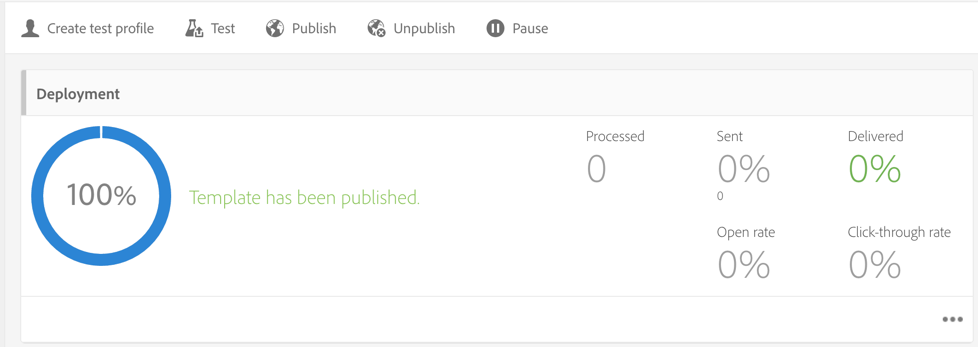 Create test profile Test Publish Unpublish Pause
Deployment
Processed Sent Delivered
100% Template has been published. 0 0% 0%
0
Open rate Click-through rate
0% 0%